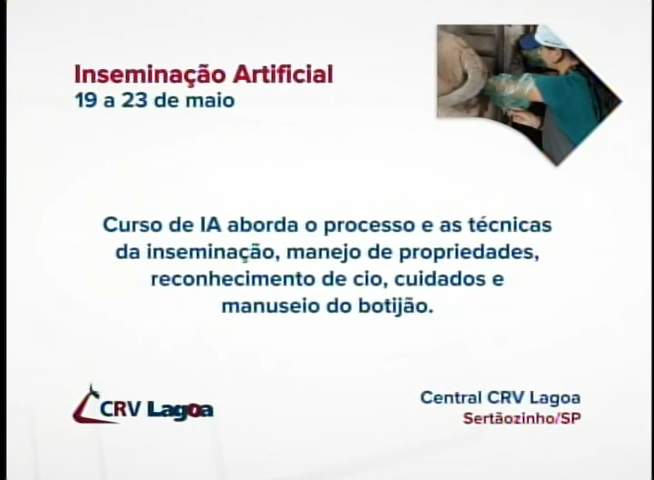 Inseminação Artificial
19 a 23 de maio
Curso de IA aborda o processo e as técnicas
da inseminação, manejo de propriedades,
reconhecimento de cio, cuidados e
manuseio do botijão.
CRV Lagoa
Central CRV Lagoa
Sertãozinho/SP